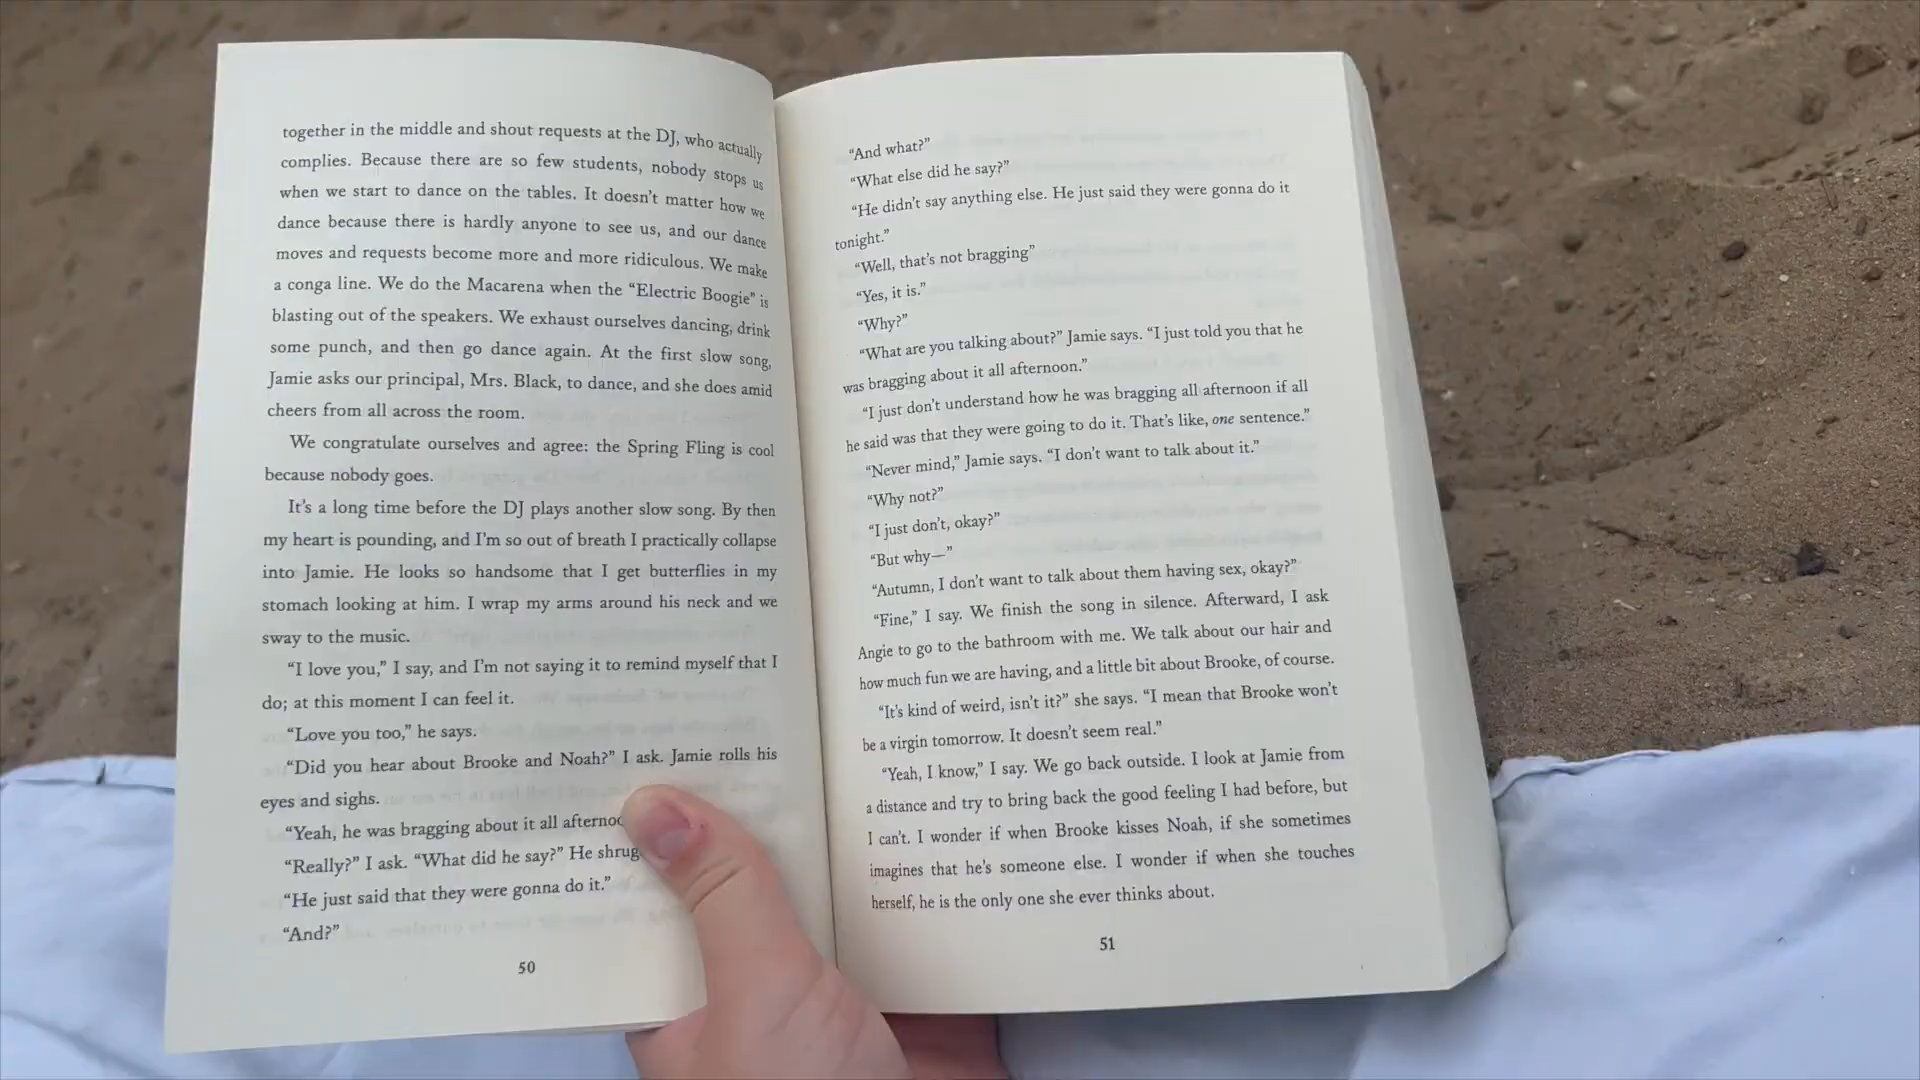 together in the middle and shout requests at the DJ, who actually
complies. Because there are so few students, nobody stops us
when we start to dance on the tables. It doesn't matter how we
dance because there is hardly anyone to see us, and our dance
moves and requests become more and more ridiculous. We make
a conga line. We do the Macarena when the “Electric Boogie” is
blasting out of the speakers. We exhaust ourselves dancing, drink
some punch, and then go dance again. At the first slow song,
Jamie asks our principal, Mrs. Black, to dance, and she does amid
cheers from all across the room.
We congratulate ourselves and agree: the Spring Fling is cool
because nobody goes.
It's a long time before the DJ plays another slow song. By then
my heart is pounding, and I'm so out of breath I practically collapse
into Jamie. He looks so handsome that I get butterflies in my
stomach looking at him. I wrap my arms around his neck and we
sway to the music.
“I love you,” I say, and I'm not saying it to remind myself that I
do; at this moment I can feel it.
“Love you too,” he says.
“Did you hear about Brooke and Noah?” I ask. Jamie rolls his
eyes and sighs.
“Yeah, he was bragging about it all
“Really?” I ask. “What did he say?” He
“He just said that they were gonna do it.”
“And?”
50
“And what?”
“What else did he say?”
“He didn't say anything else. He just said they were gonna do it
tonight.”
“Well, that's not bragging”
“Yes, it is.”
“Why?”
“What are you talking about?” Jamie says. “I just told you that he
was bragging about it all afternoon.”
“I just don't understand how he was bragging all afternoon if all
he said was that they were going to do it. That's like, one sentence.”
“Never mind,” Jamie says. “I don't want to talk about it.”
“Why not?”
“I just don't, okay?”
“But why—”
“Autumn, I don't want to talk about them having sex, okay?”
“Fine,” I say. We finish the song in silence. Afterward, I ask
Angie to go to the bathroom with me. We talk about our hair and
how much fun we are having, and a little bit about Brooke, of course.
“It's kind of weird, isn't it?” she says. “I mean that Brooke won't
be a virgin tomorrow. It doesn't seem real.”
“Yeah, I know,” I say. We go back outside. I look at Jamie from
a distance and try to bring back the good feeling I had before, but
I can't. I wonder if when Brooke kisses Noah, if she sometimes
imagines that he's someone else. I wonder if when she touches
herself, he is the only one she ever thinks about.
51